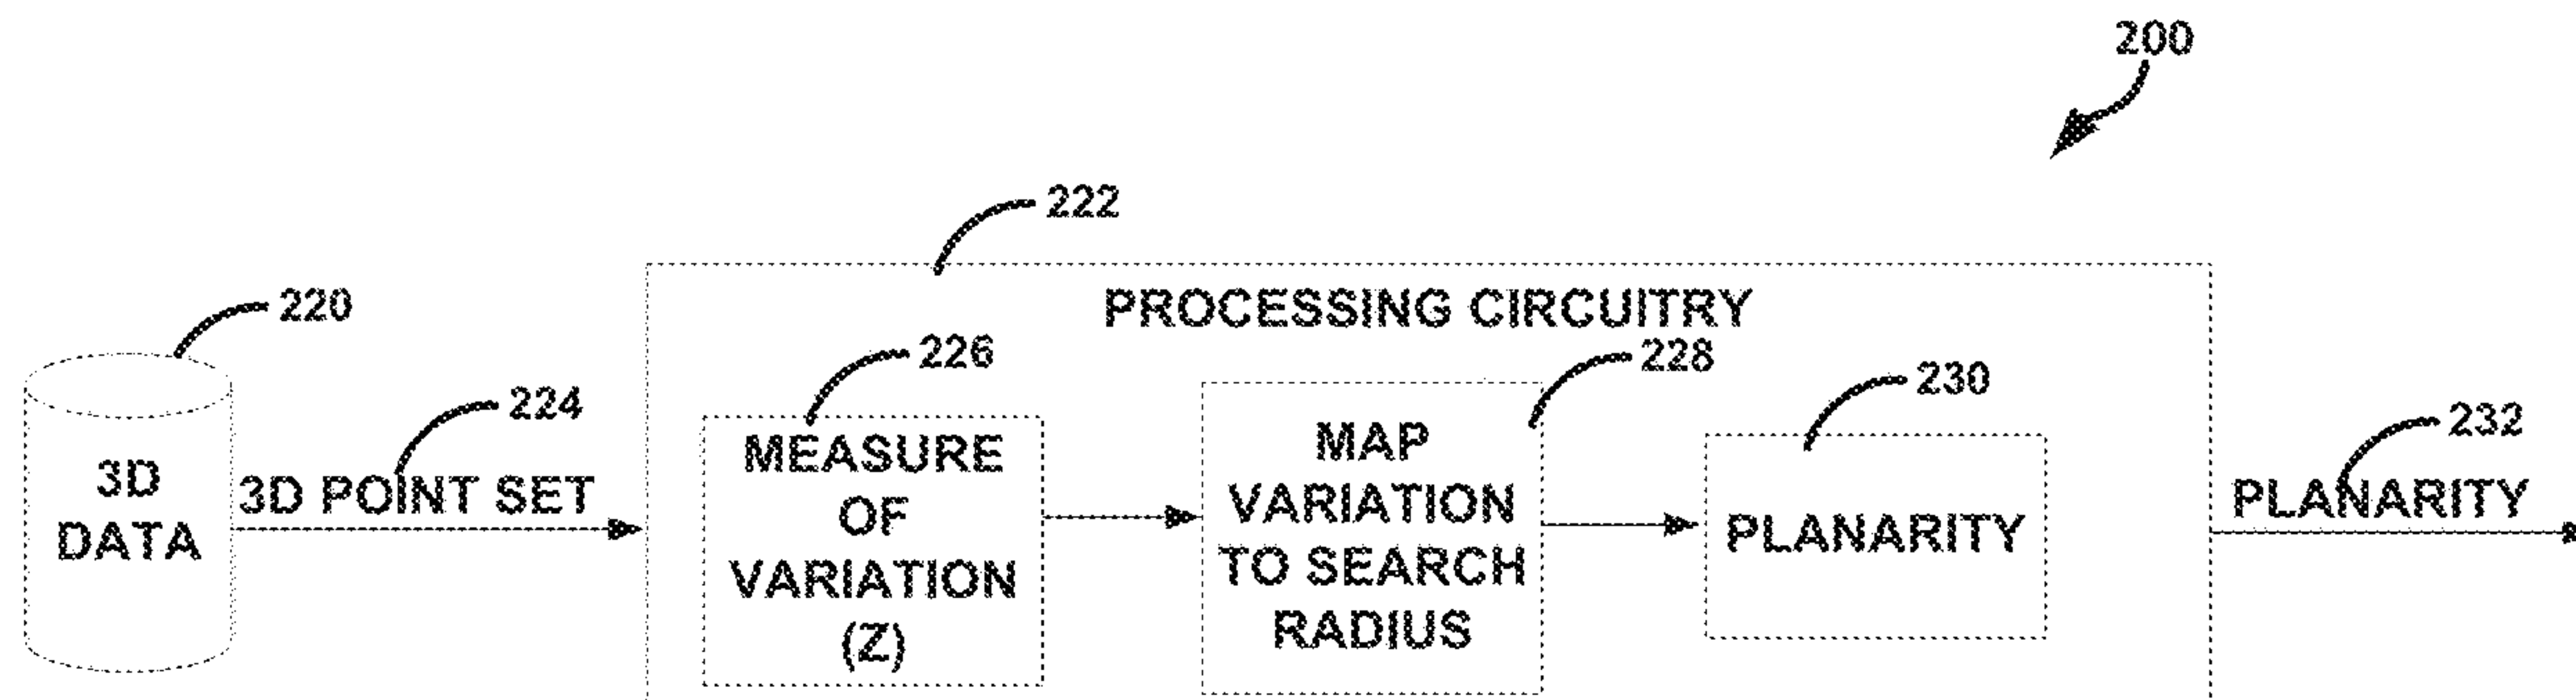 200
222
PROCESSING CIRCUITRY
220
226
228
230
224
232
3D
DATA
3D POINT SET
MEASURE
OF
VARIATION
(Z)
MAP
VARIATION
TO SEARCH
RADIUS
PLANARITY
PLANARITY